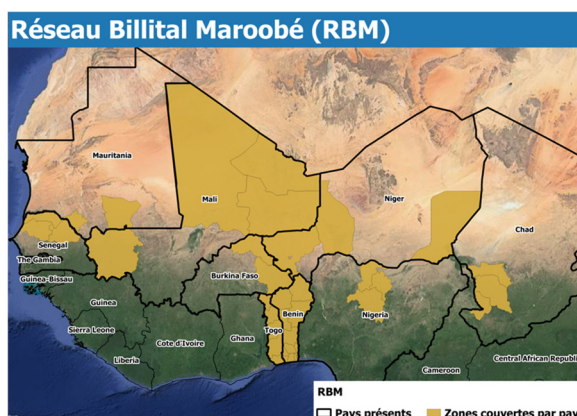 Réseau Billital Maroobé (RBM)
Mauritania
Mali
Niger
Chad
Senegal
The Gambia
Guinea-Bissau
Burkina Faso
Guinea
Benin
Togo
Nigeria
Sierra Leone
Cote d'Ivoire
Ghana
Liberia
Central African Republi
Cameroon
RBM
Pays présents
Zones couvertes par pay